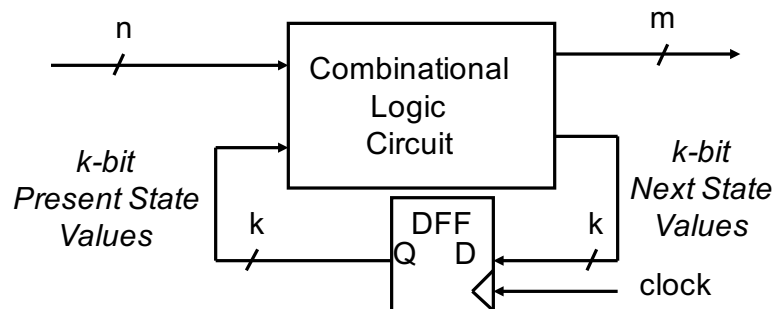 n
m
Combinational
Logic
Circuit
k-bit
Present State
Values
k-bit
Next State
Values
k
DFF
Q D
k
clock